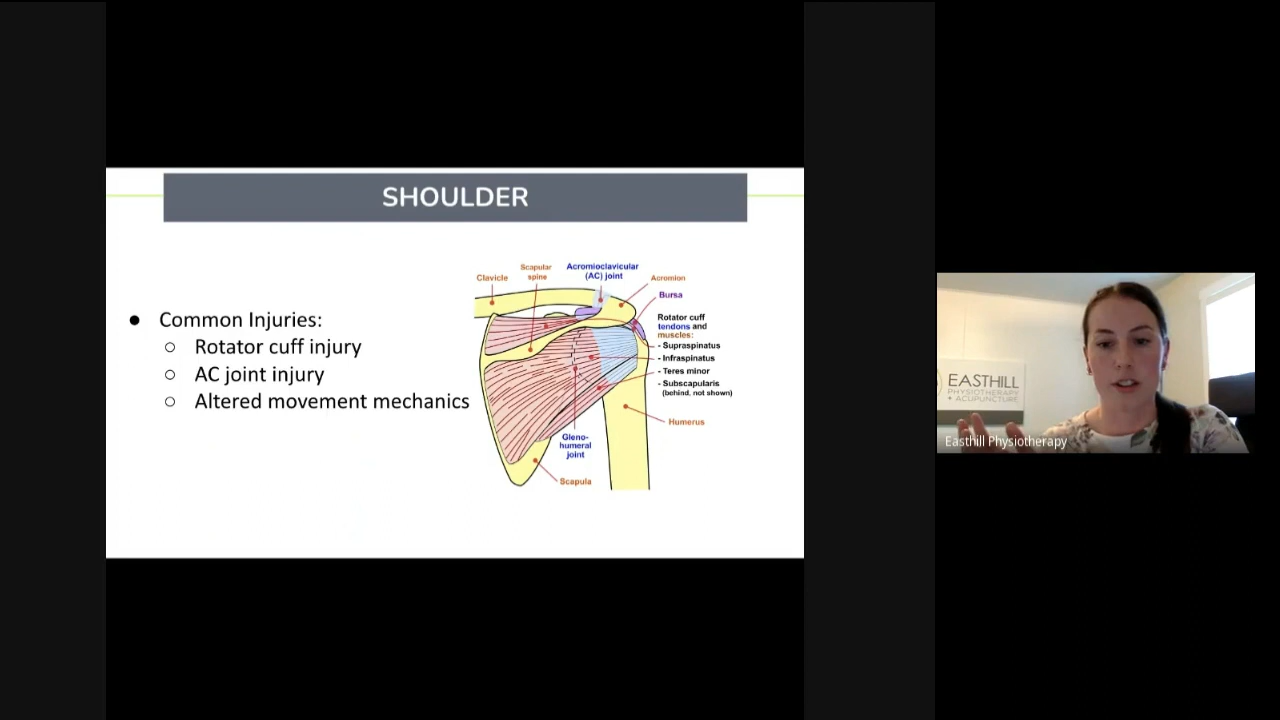 SHOULDER
● Common Injuries:
○ Rotator cuff injury
○ AC joint injury
○ Altered movement mechanics
Clavicle
Scapular
spine
Acromioclavicular
(AC) joint
Acromion
Bursa
Rotator cuff
tendons and
muscles:
- Supraspinatus
- Infraspinatus
- Teres minor
- Subscapularis
(behind, not shown)
Humerus
Gleno-
humeral
joint
Scapula
EASTHILL
PHYSIOTHERAPY
+ ACUPUNCTURE
Easthill Physiotherapy